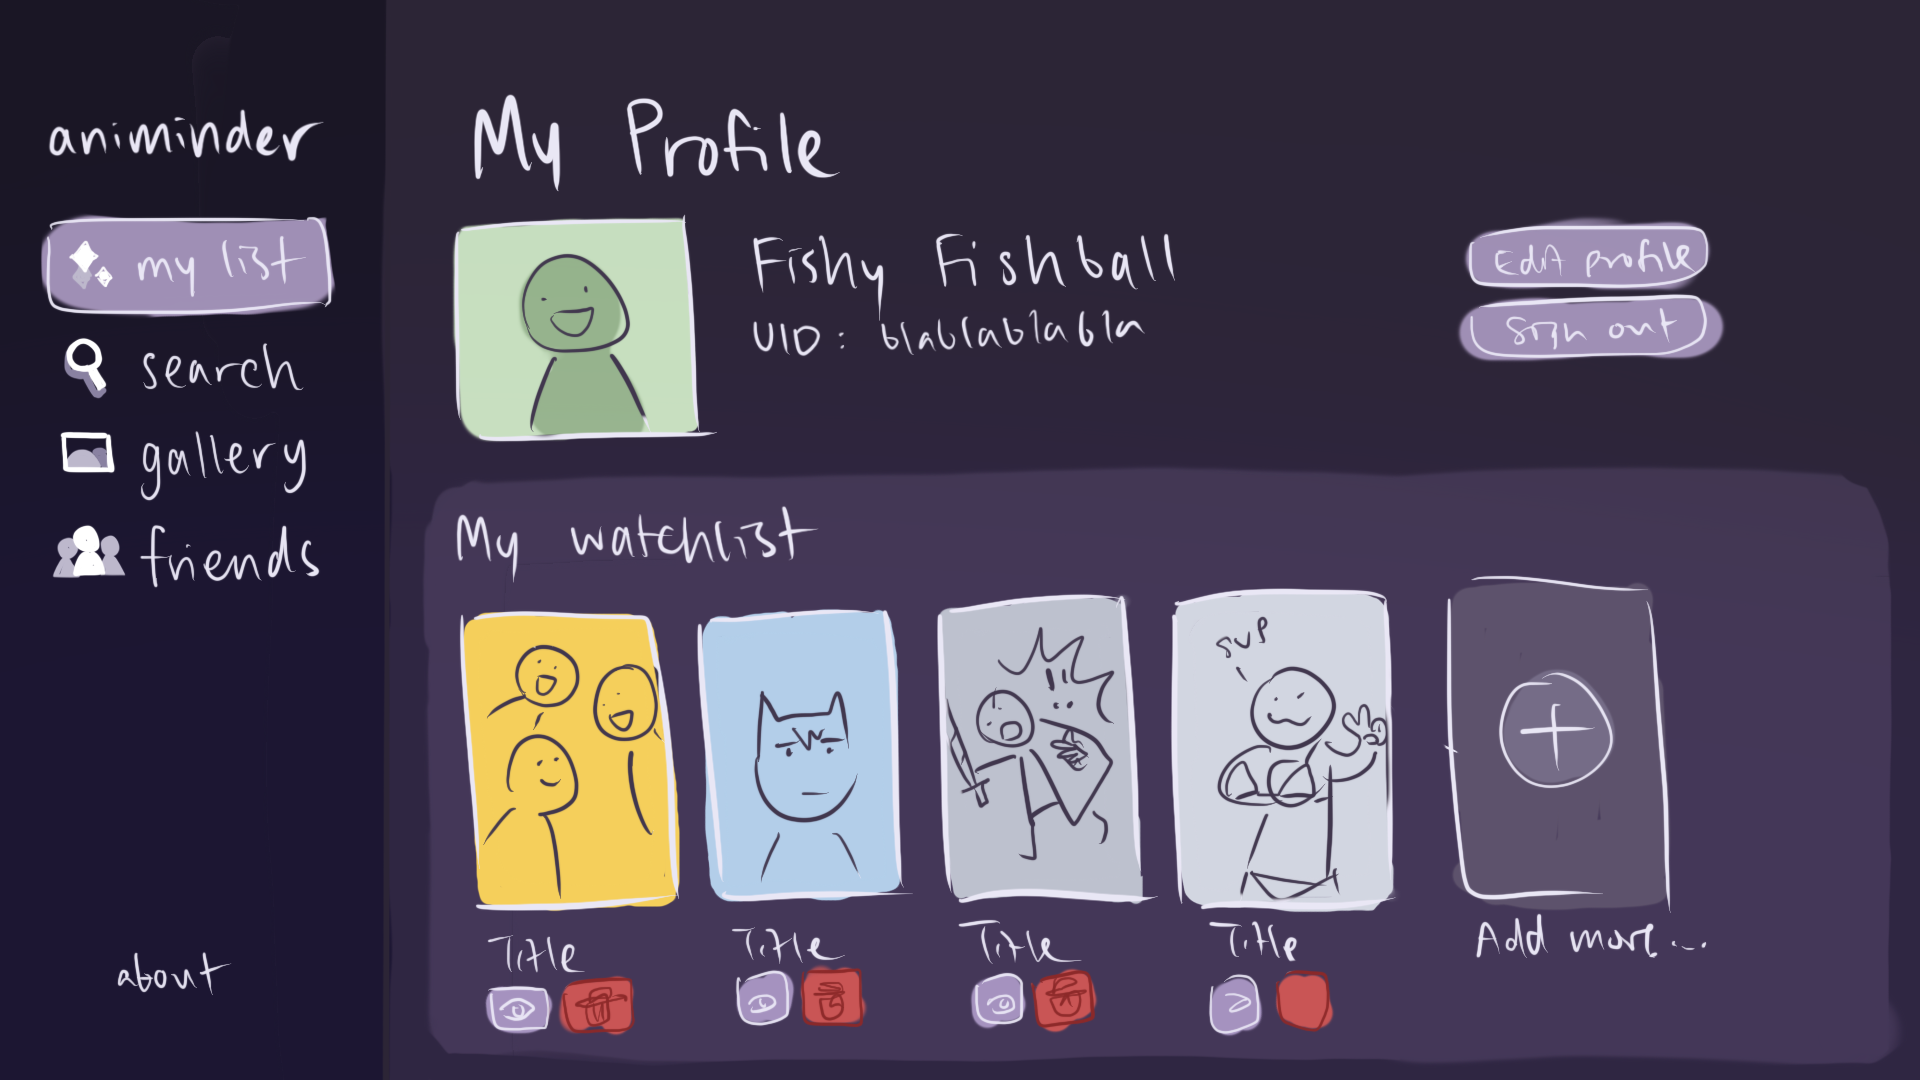 animinder
my list
search
gallery
friends
about
My Profile
Fishy Fishball
UID: blablablabla
Edit profile
sign out
My watchlist
sup
!!
Title
Title
Title
Title
Add more...